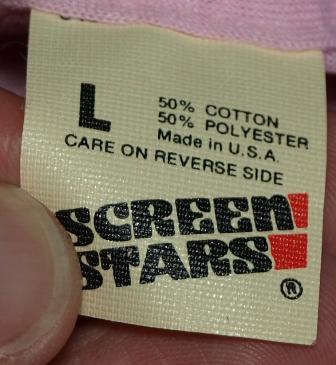 L
50% COTTON
50% POLYESTER
Made in U.S.A.
CARE ON REVERSE SIDE
SCREEN
STARS
®